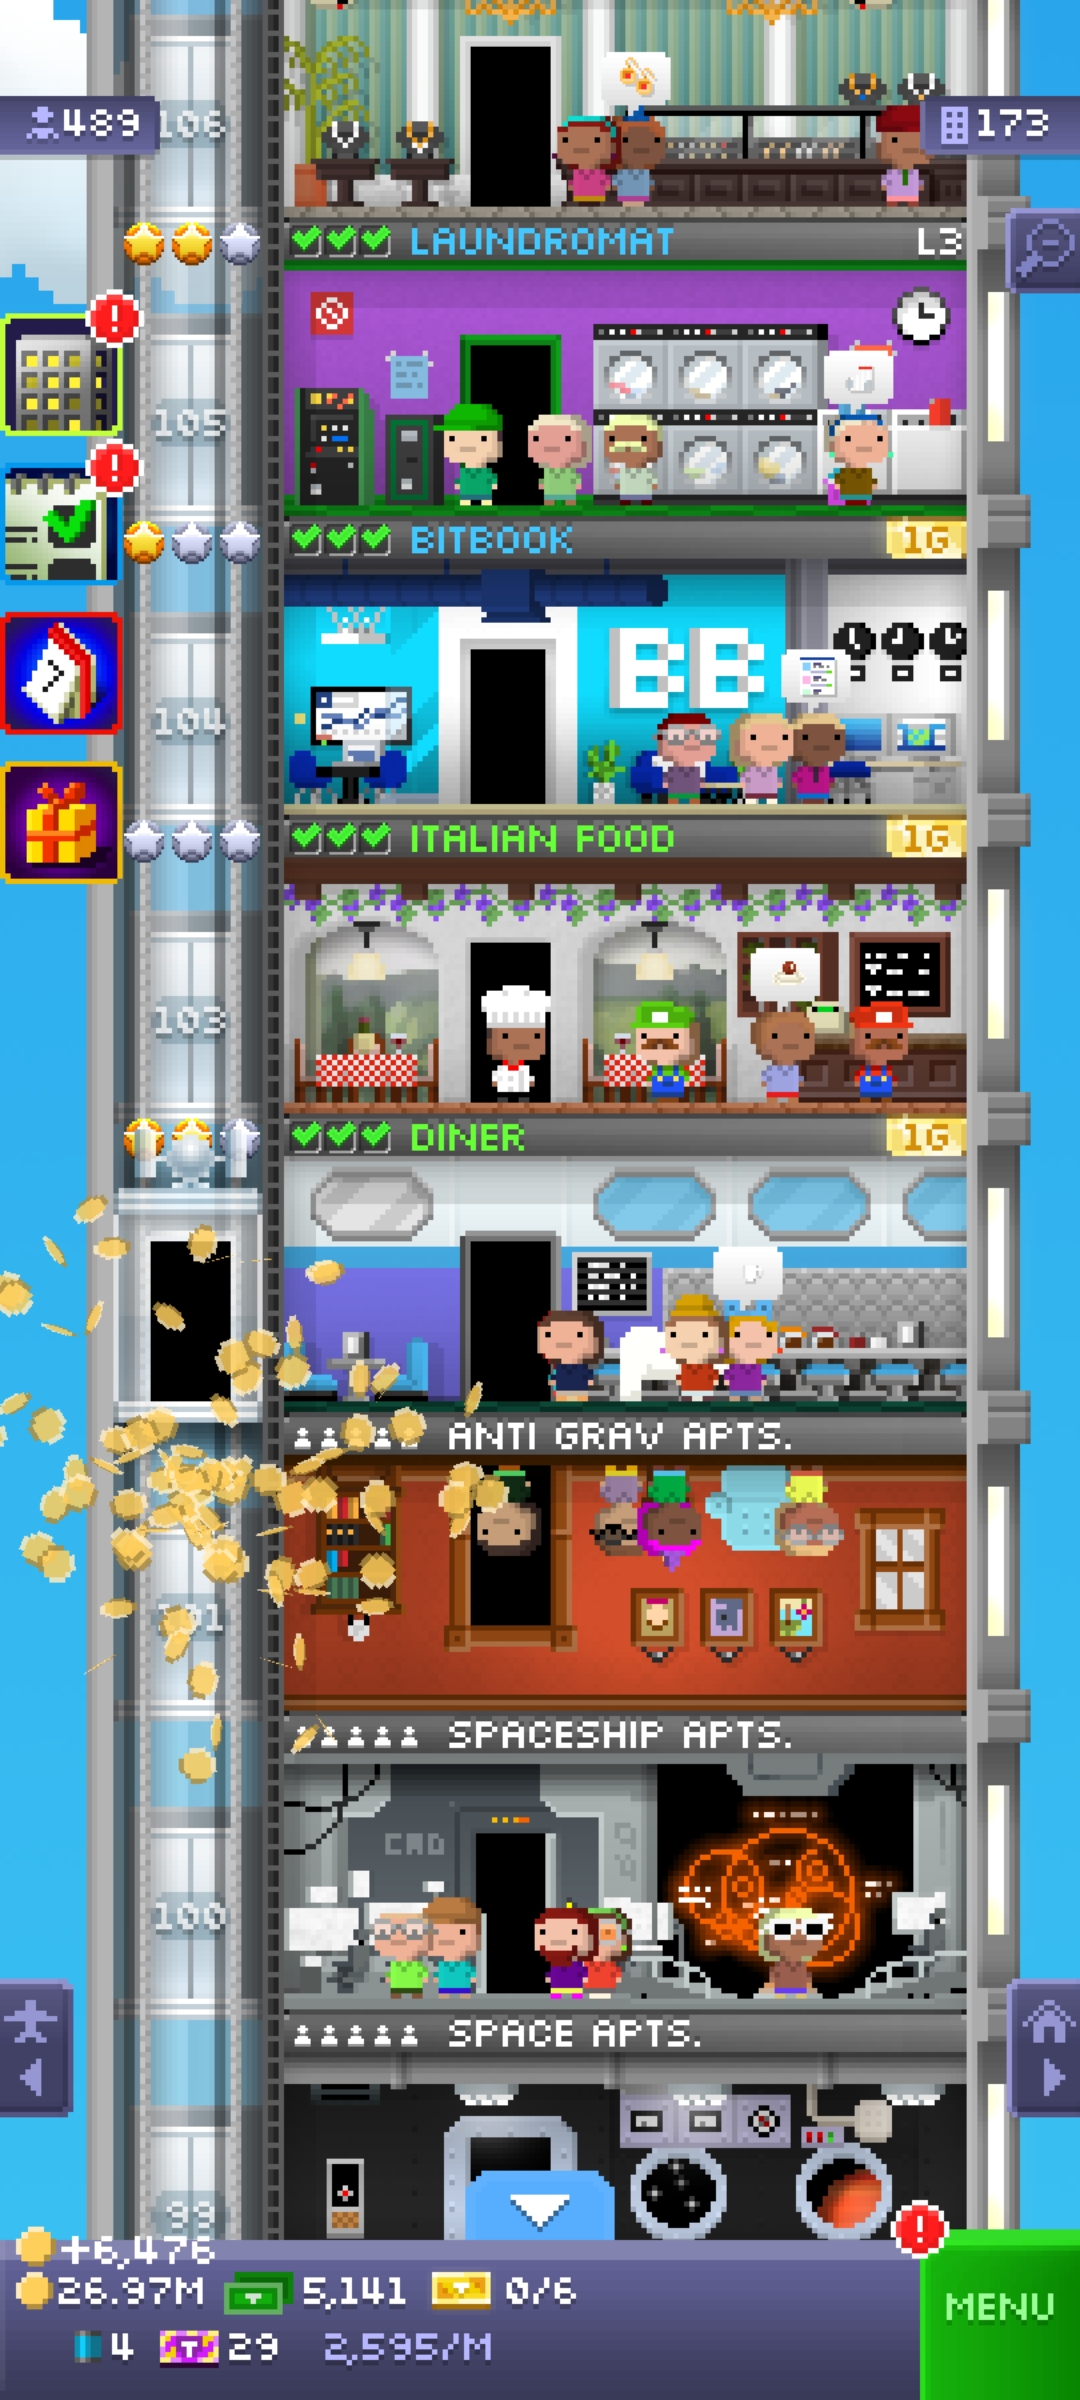 489
106
173
LAUNDROMAT L3
105
BITBOOK 1G
BB
104
ITALIAN FOOD 1G
103
DINER 1G
ANTI GRAV APTS.
SPACESHIP APTS.
CRD
100
SPACE APTS.
99
+6,476
26.97M 5,141 0/6
4 T 29 2,595/M
MENU